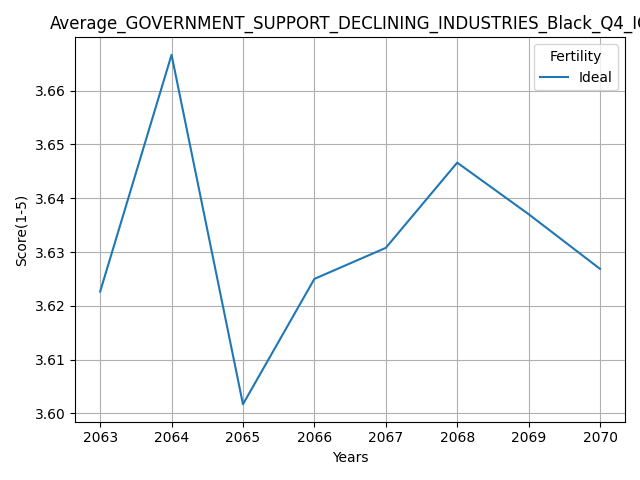 Average_GOVERNMENT_SUPPORT_DECLINING_INDUSTRIES_Black_Q4_I
Fertility
Ideal
3.66
3.65
3.64
3.63
3.62
3.61
3.60
Score(1-5)
2063 2064 2065 2066 2067 2068 2069 2070
Years